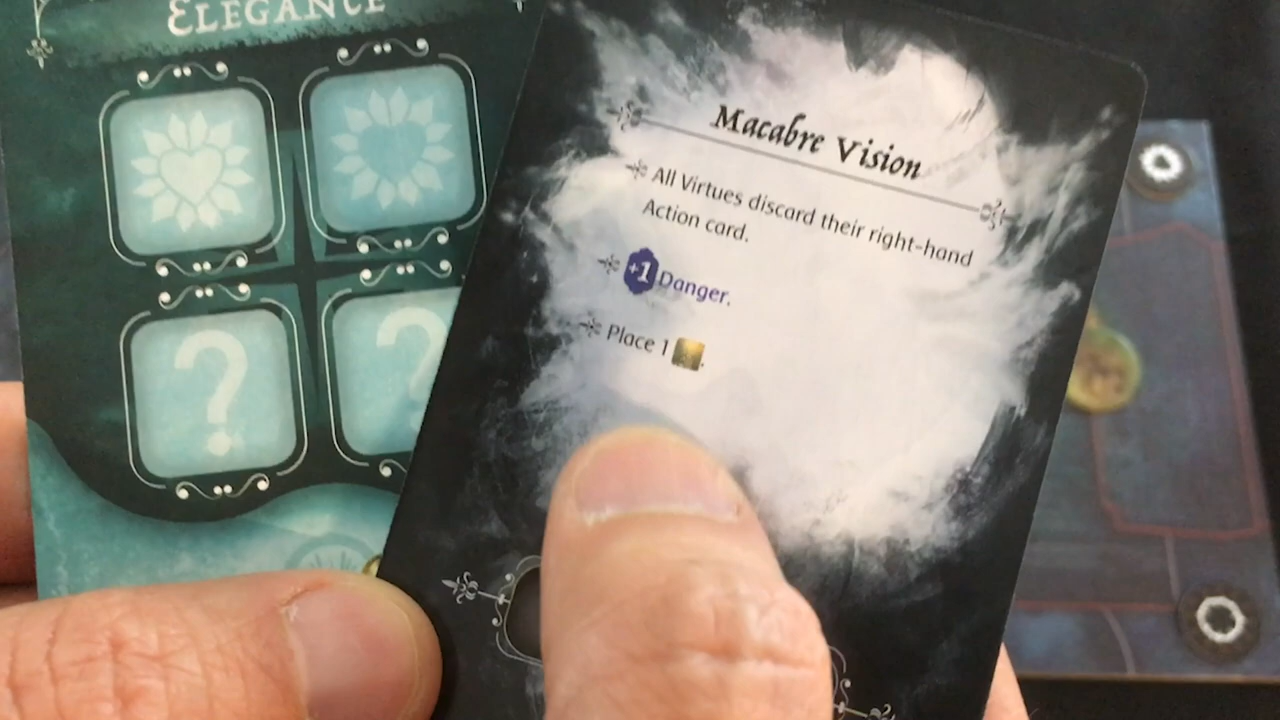 ELEGANCE
?
?
Macabre Vision
All Virtues discard their right-hand
Action card.
+1 Danger.
Place 1 .